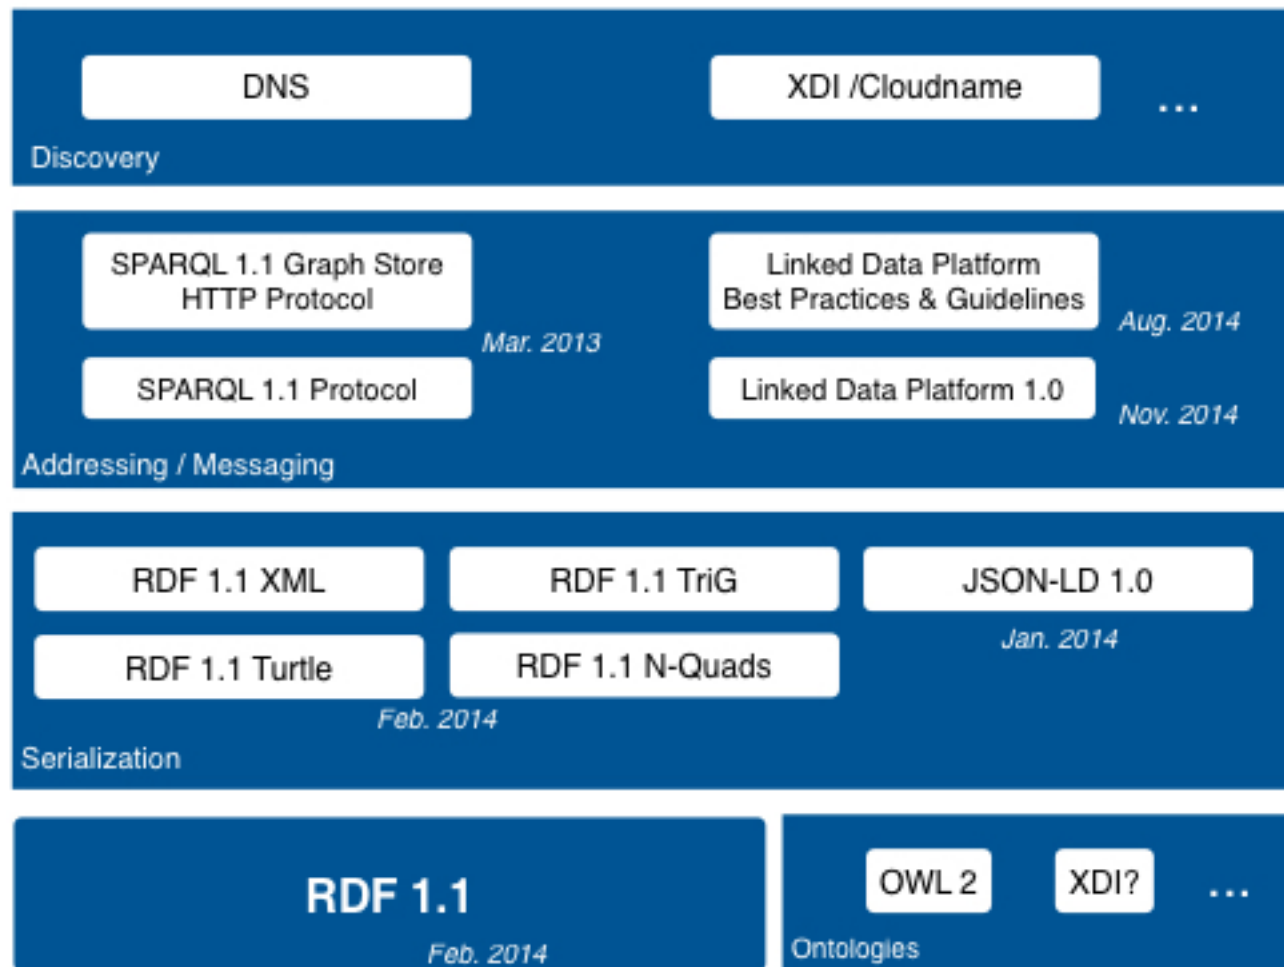 DNS
XDI /Cloudname
...
Discovery
SPARQL 1.1 Graph Store
HTTP Protocol
Linked Data Platform
Best Practices & Guidelines
Mar. 2013
Aug. 2014
SPARQL 1.1 Protocol
Linked Data Platform 1.0
Nov. 2014
Addressing / Messaging
RDF 1.1 XML
RDF 1.1 TriG
JSON-LD 1.0
Jan. 2014
RDF 1.1 Turtle
RDF 1.1 N-Quads
Feb. 2014
Serialization
RDF 1.1
Feb. 2014
OWL 2
XDI?
...
Ontologies